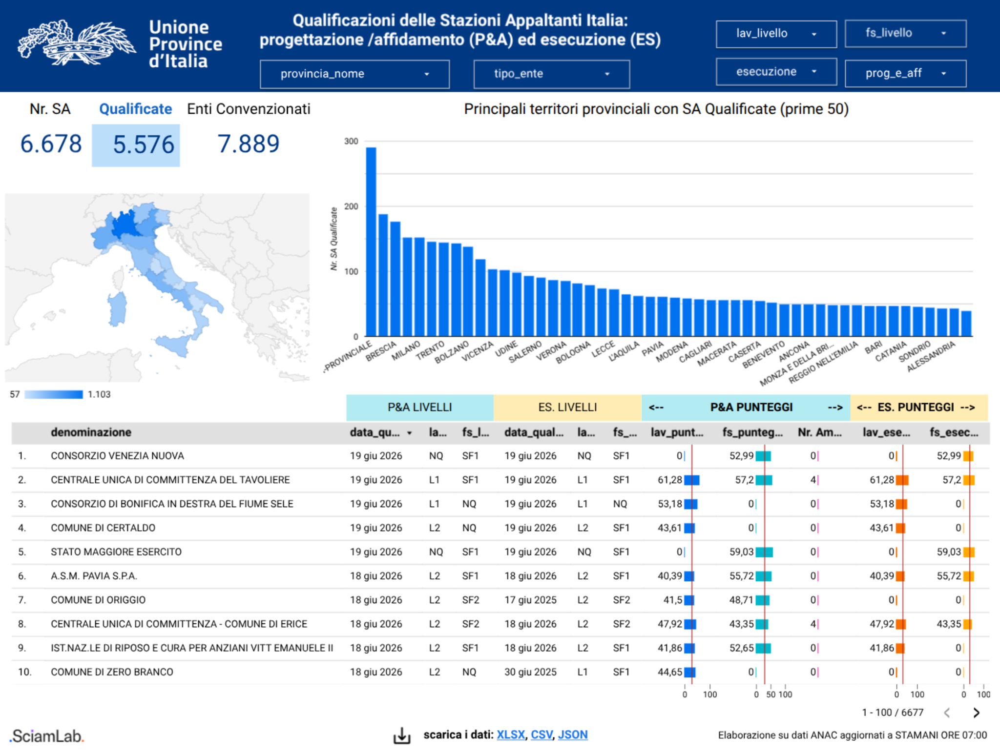 Unione
Province
d'Italia
Qualificazioni delle Stazioni Appaltanti Italia:
progettazione /affidamento (P&A) ed esecuzione (ES)
provincia_nome
tipo_ente
lav_livello
fs_livello
esecuzione
prog_e_aff
Nr. SA
Qualificate
Enti Convenzionati
6.678
5.576
7.889
57
1.103
Principali territori provinciali con SA Qualificate (prime 50)
Nr. SA Qualificate
300
200
100
0
-PROVINCIALE
BRESCIA
MILANO
TRENTO
BOLZANO
VICENZA
UDINE
SALERNO
VERONA
BOLOGNA
LECCE
L'AQUILA
PAVIA
MODENA
CAGLIARI
MACERATA
CASERTA
BENEVENTO
ANCONA
MONZA E DELLA BRI...
REGGIO NELL'EMILIA
BARI
CATANIA
SONDRIO
ALESSANDRIA
P&A LIVELLI ES. LIVELLI <-- P&A PUNTEGGI --> <-- ES. PUNTEGGI -->
denominazione data_qu... la... fs_l... data_qual... la... fs_... lav_punt... fs_punteg... Nr. Am... lav_ese... fs_esec...
1. CONSORZIO VENEZIA NUOVA 19 giu 2026 NQ SF1 19 giu 2026 NQ SF1 0 52,99 0 0 52,99
2. CENTRALE UNICA DI COMMITTENZA DEL TAVOLIERE 19 giu 2026 L1 SF1 19 giu 2026 L1 SF1 61,28 57,2 4 61,28 57,2
3. CONSORZIO DI BONIFICA IN DESTRA DEL FIUME SELE 19 giu 2026 L1 NQ 19 giu 2026 L1 NQ 53,18 0 0 53,18 0
4. COMUNE DI CERTALDO 19 giu 2026 L2 NQ 19 giu 2026 L2 SF1 43,61 0 0 43,61 0
5. STATO MAGGIORE ESERCITO 19 giu 2026 NQ SF1 19 giu 2026 NQ SF1 0 59,03 0 0 59,03
6. A.S.M. PAVIA S.P.A. 18 giu 2026 L2 SF1 18 giu 2026 L2 SF1 40,39 55,72 0 40,39 55,72
7. COMUNE DI ORIGGIO 18 giu 2026 L2 SF2 17 giu 2025 L2 SF2 41,5 48,71 0 0 0
8. CENTRALE UNICA DI COMMITTENZA - COMUNE DI ERICE 18 giu 2026 L2 SF2 18 giu 2026 L2 SF2 47,92 43,35 4 47,92 43,35
9. IST.NAZ.LE DI RIPOSO E CURA PER ANZIANI VITT EMANUELE II 18 giu 2026 L2 SF1 18 giu 2026 L2 SF1 41,86 52,65 0 41,86 0
10. COMUNE DI ZERO BRANCO 18 giu 2026 L2 NQ 30 giu 2025 L1 SF1 44,65 0 0 0 0
0 100 0 50 100 0 100 0 100
1 - 100 / 6677
.SciamLab.
scarica i dati: XLSX, CSV, JSON
Elaborazione su dati ANAC aggiornati a STAMANI ORE 07:00